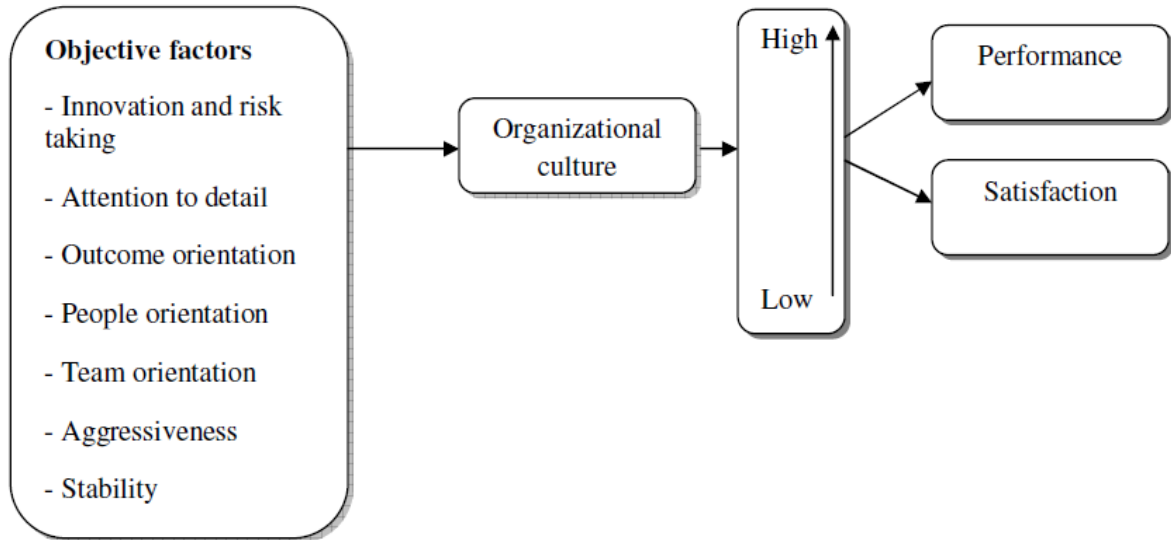 Objective factors
- Innovation and risk
taking
- Attention to detail
- Outcome orientation
- People orientation
- Team orientation
- Aggressiveness
- Stability
Organizational
culture
High
Low
Performance
Satisfaction